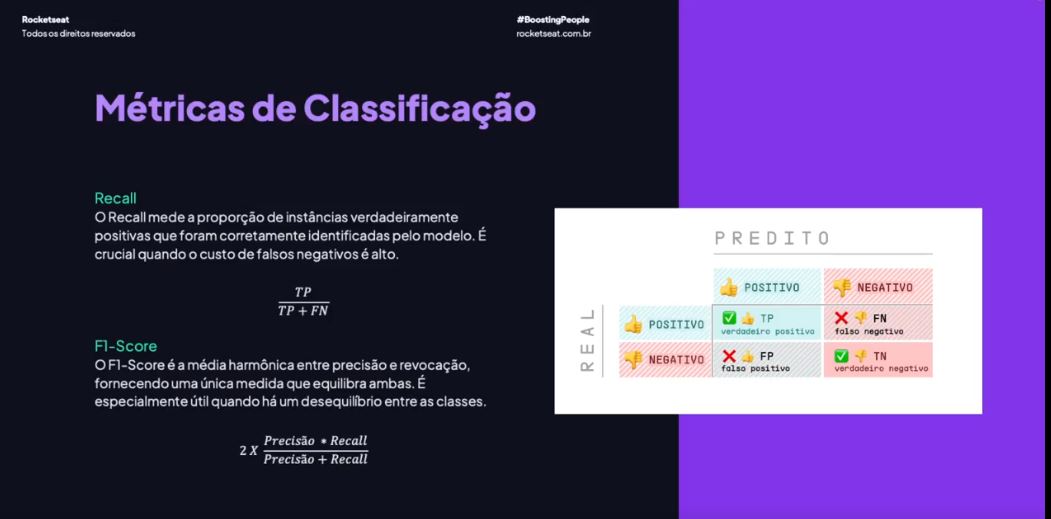 Rocketseat
Todos os direitos reservados
#BoostingPeople
rocketseat.com.br
Métricas de Classificação
Recall
O Recall mede a proporção de instâncias verdadeiramente
positivas que foram corretamente identificadas pelo modelo. É
crucial quando o custo de falsos negativos é alto.
TP
TP + FN
F1-Score
O F1-Score é a média harmônica entre precisão e revocação,
fornecendo uma única medida que equilibra ambas. É
especialmente útil quando há um desequilíbrio entre as classes.
2 X Precisão * Recall
Precisão + Recall
PREDITO
POSITIVO NEGATIVO
REAL
POSITIVO TP FN
verdadeiro positivo falso negativo
NEGATIVO FP TN
falso positivo verdadeiro negativo